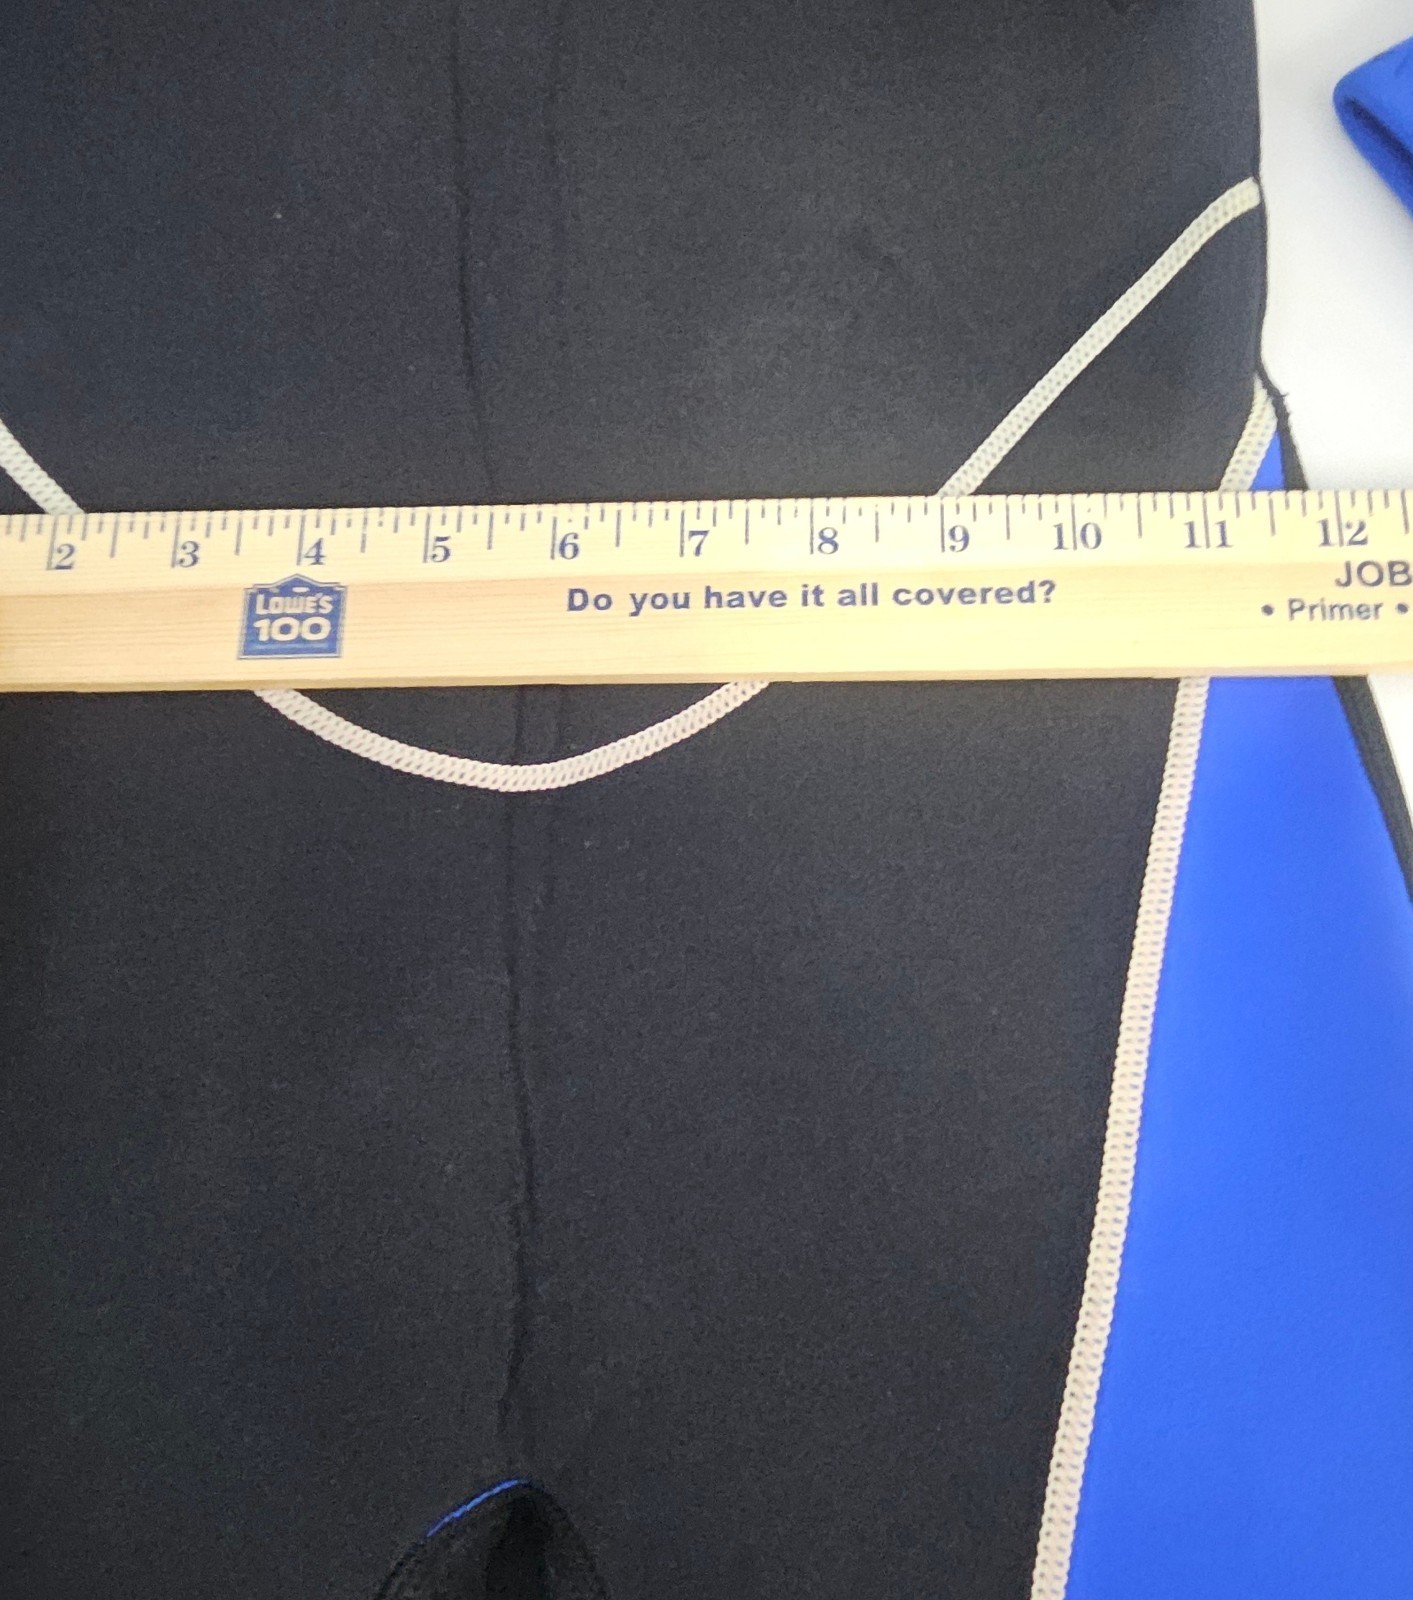 2 3 4 5 6 7 8 9 10 11 12
LOWE'S
100
Do you have it all covered?
JOB
• Primer •